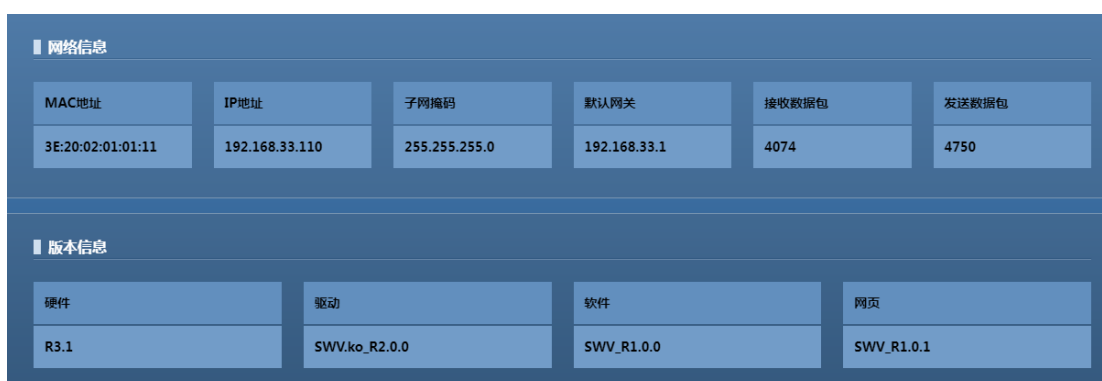 网络信息
MAC地址 IP地址 子网掩码 默认网关 接收数据包 发送数据包
3E:20:02:01:01:11 192.168.33.110 255.255.255.0 192.168.33.1 4074 4750
版本信息
硬件 驱动 软件 网页
R3.1 SWV.ko_R2.0.0 SWV_R1.0.0 SWV_R1.0.1